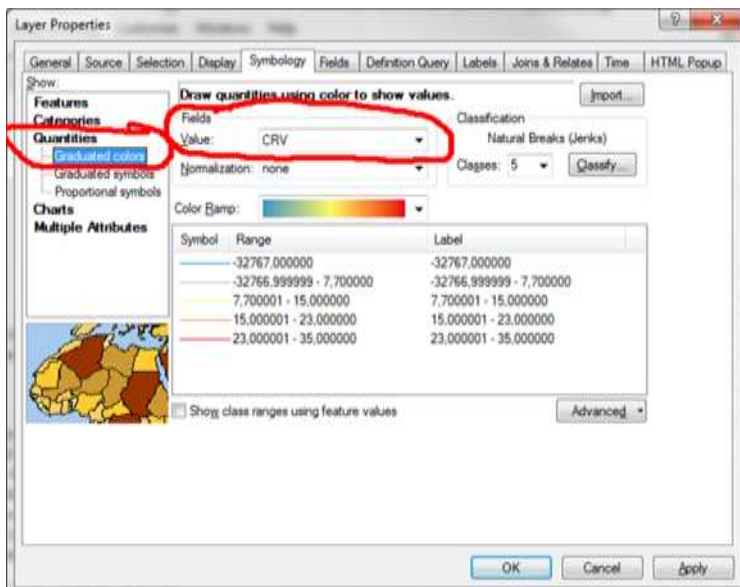 Layer Properties
General Source Selection Display Symbology Fields Definition Query Labels Joins & Relates Time HTML Popup
Show:
Features
Categories
Quantities
Graduated colors
Graduated symbols
Proportional symbols
Charts
Multiple Attributes
Draw quantities using color to show values.
Import...
Fields
Value: CRV
Normalization: none
Classification
Natural Breaks (Jenks)
Classes: 5 Classify...
Color Ramp:
Symbol Range Label
-32767,000000 -32767,000000
-32766,999999 - 7,700000 -32766,999999 - 7,700000
7,700001 - 15,000000 7,700001 - 15,000000
15,000001 - 23,000000 15,000001 - 23,000000
23,000001 - 35,000000 23,000001 - 35,000000
Show class ranges using feature values
Advanced
OK Cancel Apply